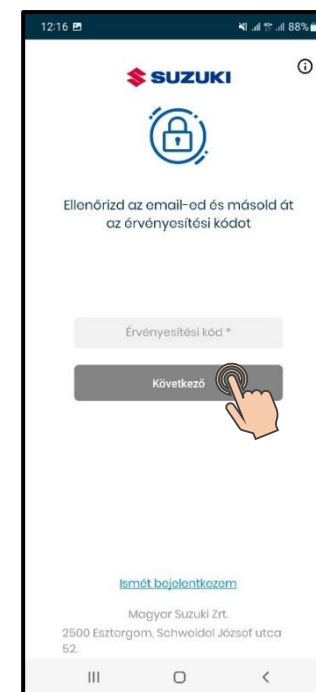 12:16 88%
SUZUKI
Ellenőrizd az email-ed és másold át
az érvényesítési kódot
Érvényesítési kód *
Következő
Ismét bejelentkezem
Magyar Suzuki Zrt.
2500 Esztergom, Schweidel József utca
52.